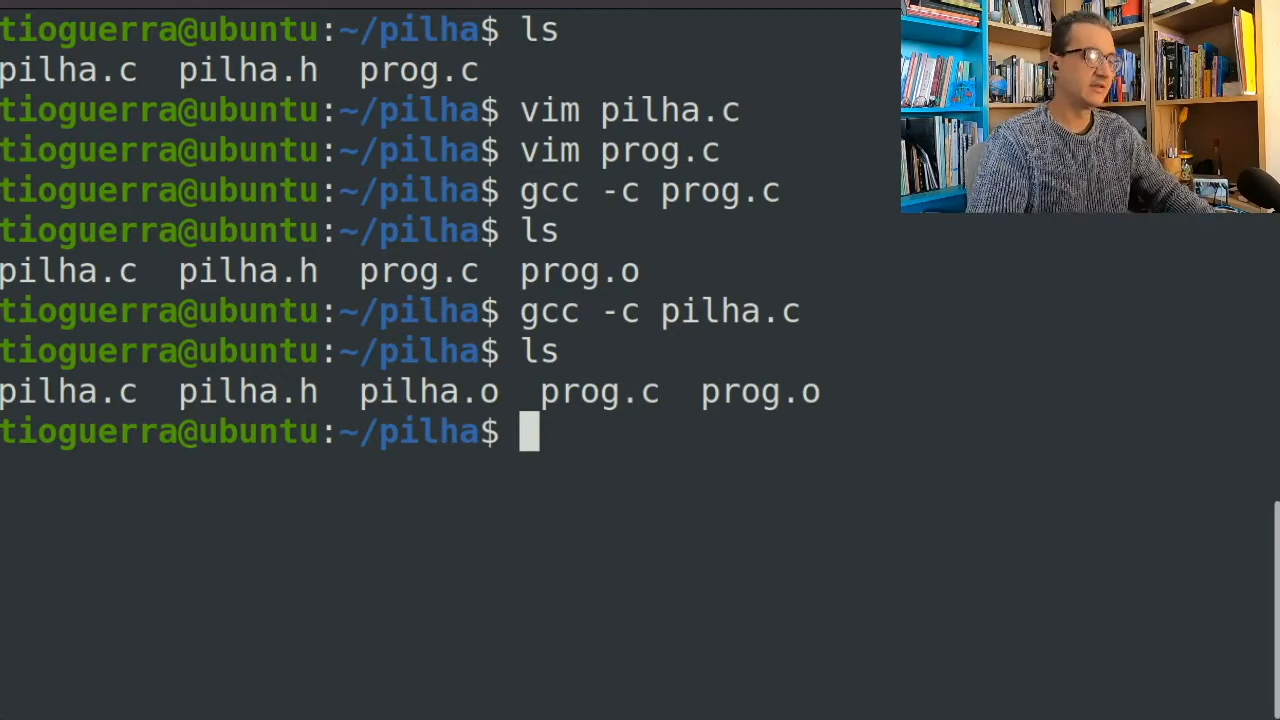 tioguerra@ubuntu:~/pilha$ ls
pilha.c  pilha.h  prog.c
tioguerra@ubuntu:~/pilha$ vim pilha.c
tioguerra@ubuntu:~/pilha$ vim prog.c
tioguerra@ubuntu:~/pilha$ gcc -c prog.c
tioguerra@ubuntu:~/pilha$ ls
pilha.c  pilha.h  prog.c  prog.o
tioguerra@ubuntu:~/pilha$ gcc -c pilha.c
tioguerra@ubuntu:~/pilha$ ls
pilha.c  pilha.h  pilha.o  prog.c  prog.o
tioguerra@ubuntu:~/pilha$